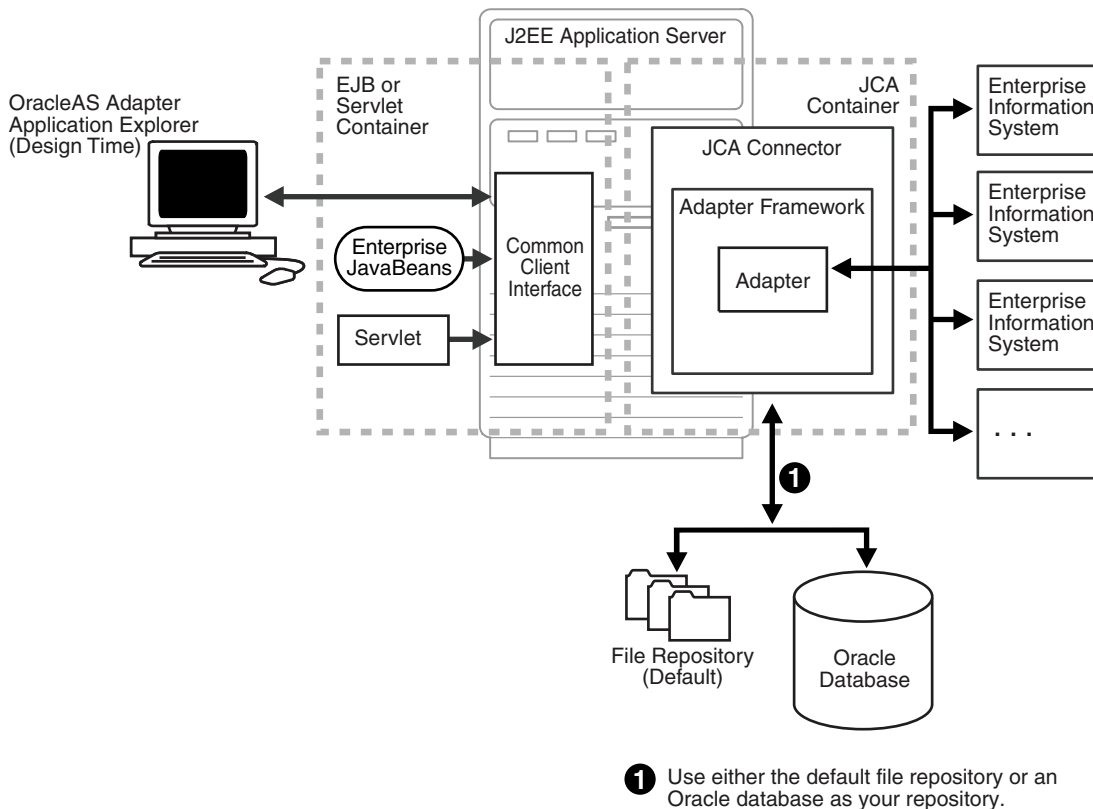 J2EE Application Server
OracleAS Adapter
Application Explorer
(Design Time)
EJB or
Servlet
Container
JCA
Container
JCA Connector
Adapter Framework
Adapter
Enterprise
JavaBeans
Servlet
Common
Client
Interface
Enterprise
Information
System
Enterprise
Information
System
Enterprise
Information
System
. . .
1
File Repository
(Default)
Oracle
Database
1 Use either the default file repository or an
Oracle database as your repository.